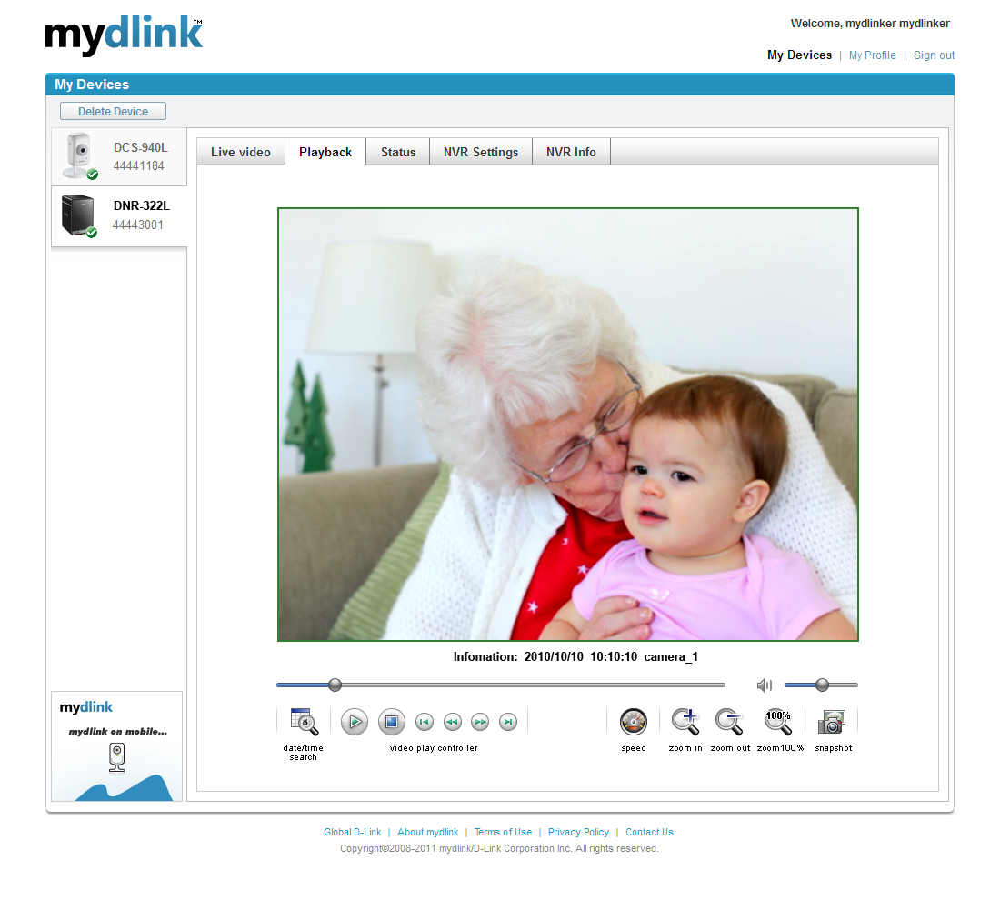 mydlink™
Welcome, mydlinker mydlinker
My Devices | My Profile | Sign out
My Devices
Delete Device
DCS-940L
44441184
DNR-322L
44443001
Live video
Playback
Status
NVR Settings
NVR Info
Infomation: 2010/10/10 10:10:10 camera_1
date/time
search
video play controller
speed
zoom in
zoom out
100%
zoom100%
snapshot
mydlink
mydlink on mobile...
Global D-Link | About mydlink | Terms of Use | Privacy Policy | Contact Us
Copyright©2008-2011 mydlink/D-Link Corporation Inc. All rights reserved.